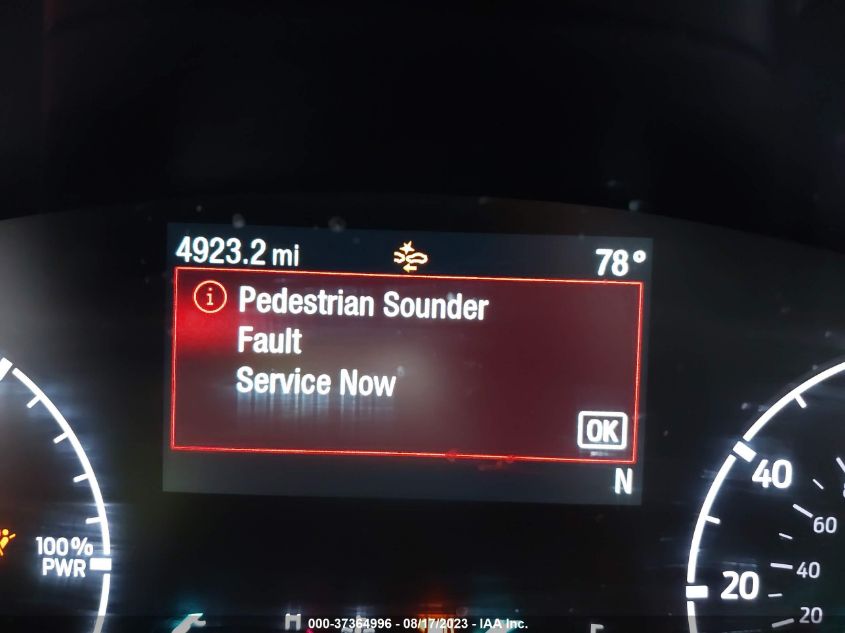 4923.2 mi 78°
Pedestrian Sounder
Fault
Service Now
OK
N
100%
PWR
40
20
60
40
20
H
000-37364996 - 08/17/2023 - IAA Inc.